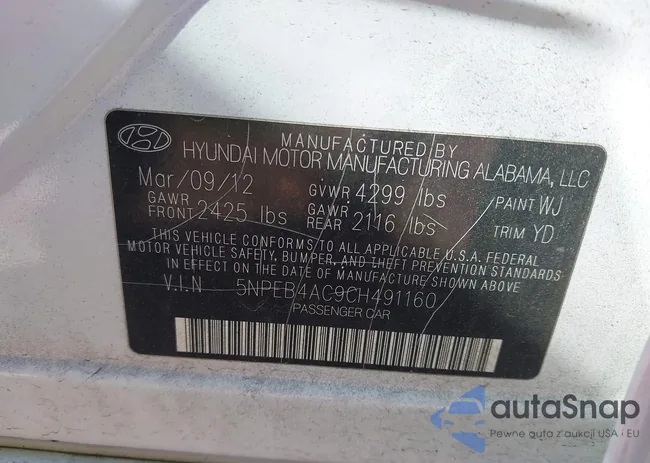 MANUFACTURED BY
HYUNDAI MOTOR MANUFACTURING ALABAMA, LLC
Mar/09/12 GVWR 4299 lbs PAINT WJ
GAWR FRONT 2425 lbs GAWR REAR 2116 lbs TRIM YD
THIS VEHICLE CONFORMS TO ALL APPLICABLE U.S.A. FEDERAL
MOTOR VEHICLE SAFETY, BUMPER, AND THEFT PREVENTION STANDARDS
IN EFFECT ON THE DATE OF MANUFACTURE SHOWN ABOVE.
V.I.N 5NPEB4AC9CH491160
PASSENGER CAR
autaSnap
Pewne auta z aukcji USA i EU